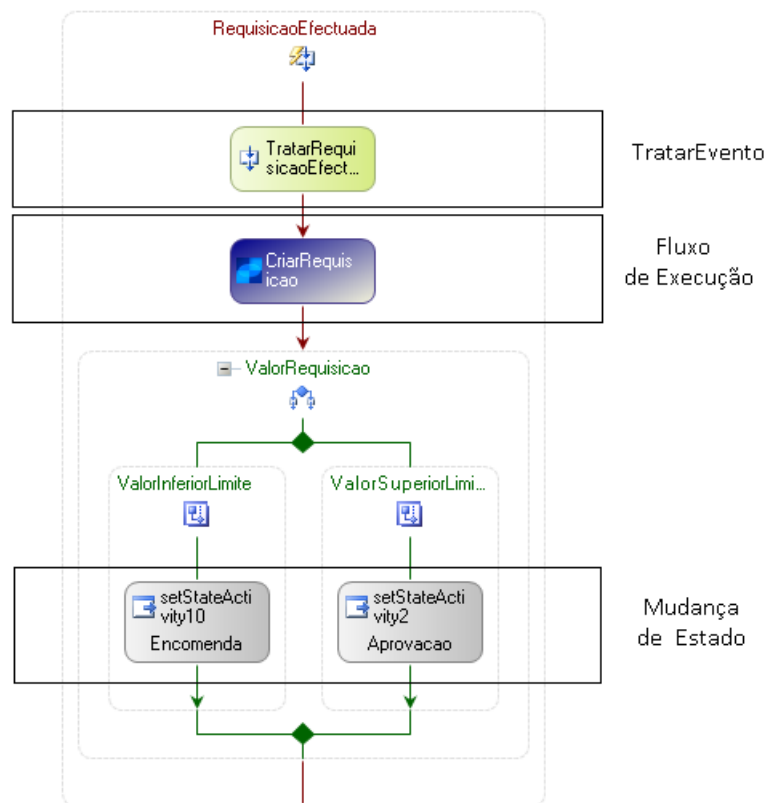 RequisicaoEfectuada
TratarRequi
sicaoEfect...
TratarEvento
CriarRequis
icao
Fluxo
de Execução
ValorRequisicao
ValorInferiorLimite
ValorSuperiorLimi...
setStateActi
vity10
Encomenda
setStateActi
vity2
Aprovacao
Mudança
de Estado